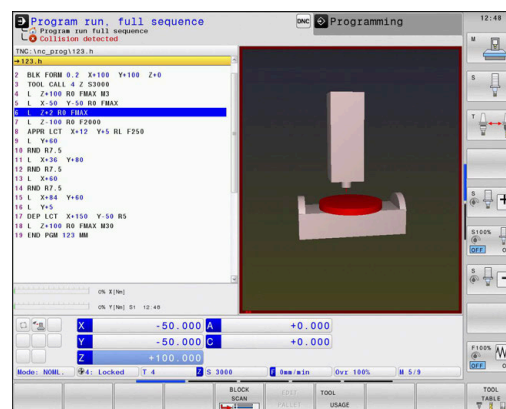 Program run, full sequence
DNC
Programming
12:48
Program run full sequence
Collision detected
TNC:\nc_prog\123.h
→123.h
2 BLK FORM 0.2 X+100 Y+100 Z+0
3 TOOL CALL 4 Z S3000
4 L Z+100 R0 FMAX M3
5 L X-50 Y-50 R0 FMAX
6 L Z+2 R0 FMAX
7 L Z-100 R0 F2000
8 APPR LCT X+12 Y+5 RL F250
9 L Y+60
10 RND R7.5
11 L X+36 Y+80
12 RND R7.5
13 L X+60
14 RND R7.5
15 L X+84 Y+60
16 L Y+5
17 DEP LCT X+150 Y-50 R5
18 L Z+100 R0 FMAX M30
19 END PGM 123 MM
M
S
T
S
S100%
OFF
S
F100%
OFF
0% X[Nm]
0% Y[Nm] S1 12:48
X -50.000 A +0.000
Y -50.000 C +0.000
Z +100.000
Mode: NOML. 4: Locked T 4 Z S 3000 F 0mm/min Ovr 100% M 5/9
BLOCK
SCAN
EDIT
PALLET
TOOL
USAGE
TOOL
TABLE